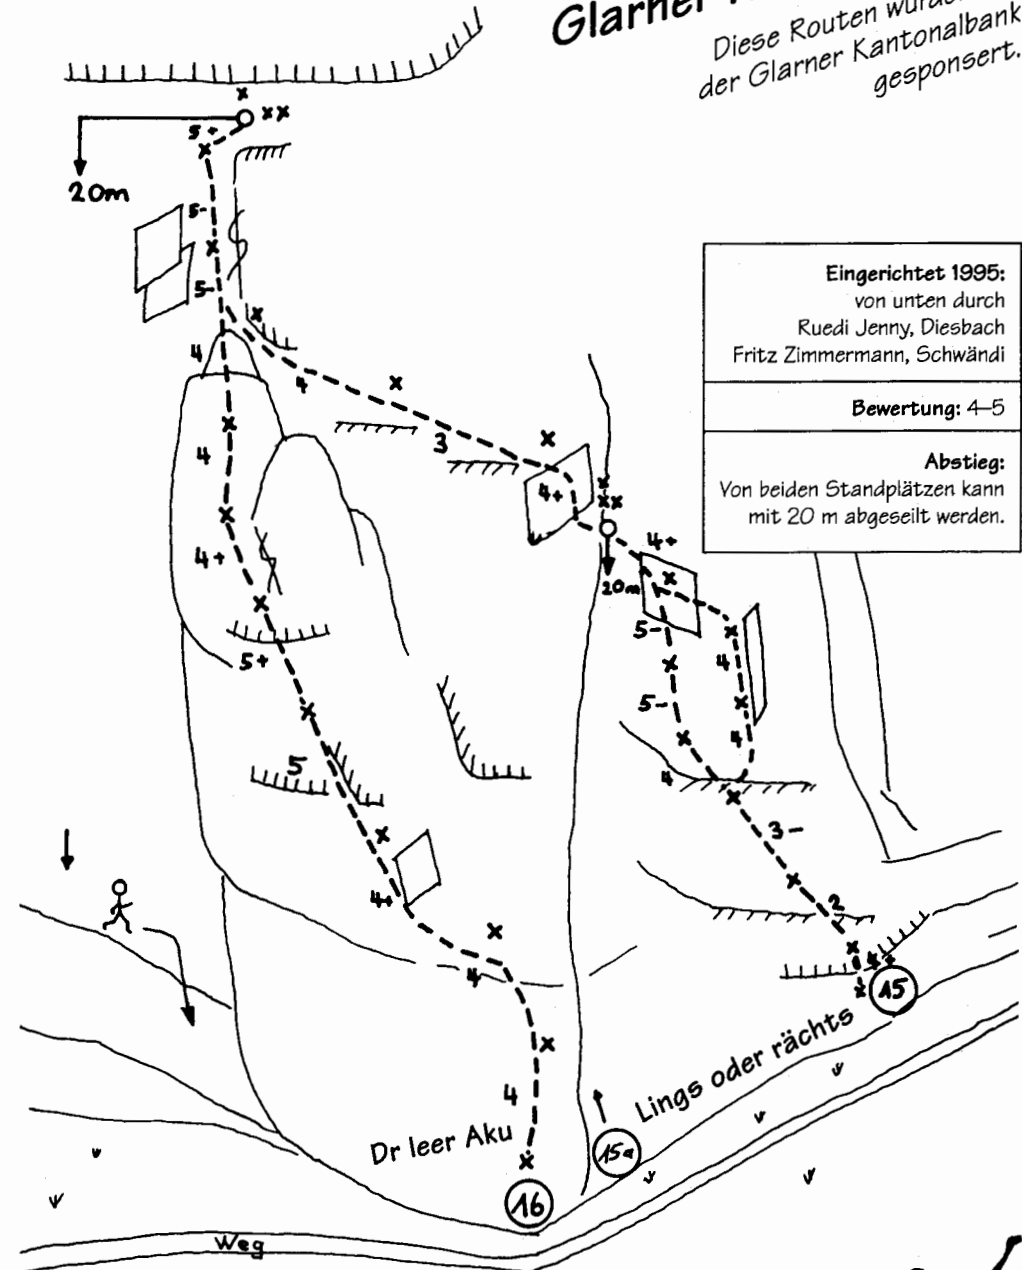 Glarner
Diese Routen
der Glarner Kantonalbank
gesponsert.
5+
20m
5-
5-
4
4
3
4
4+
4+
4+
20m
5-
5+
4
5-
4
4
5
3-
4+
2
4+
4
15
Eingerichtet 1995:
von unten durch
Ruedi Jenny, Diesbach
Fritz Zimmermann, Schwändi
Bewertung: 4–5
Abstieg:
Von beiden Standplätzen kann
mit 20 m abgeseilt werden.
Lings oder rächts
4
Dr leer Aku
15a
16
Weg